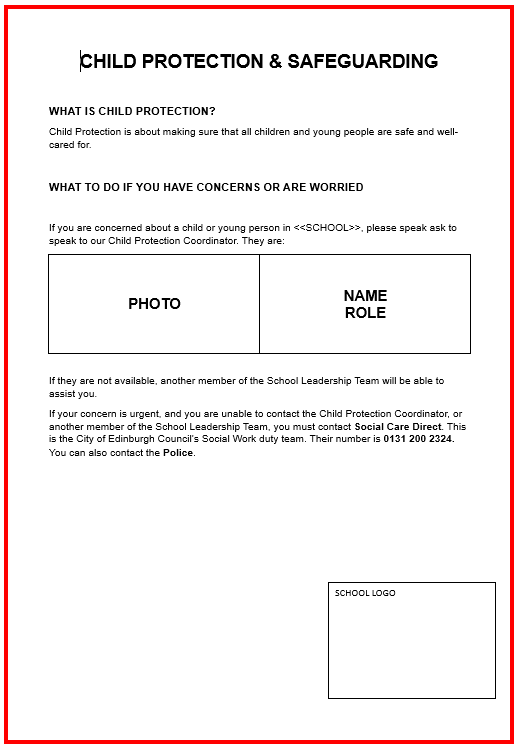 CHILD PROTECTION & SAFEGUARDING
WHAT IS CHILD PROTECTION?
Child Protection is about making sure that all children and young people are safe and well-
cared for.
WHAT TO DO IF YOU HAVE CONCERNS OR ARE WORRIED
If you are concerned about a child or young person in <<SCHOOL>>, please speak ask to
speak to our Child Protection Coordinator. They are:
PHOTO
NAME
ROLE
If they are not available, another member of the School Leadership Team will be able to
assist you.
If your concern is urgent, and you are unable to contact the Child Protection Coordinator, or
another member of the School Leadership Team, you must contact Social Care Direct. This
is the City of Edinburgh Council's Social Work duty team. Their number is 0131 200 2324.
You can also contact the Police.
SCHOOL LOGO